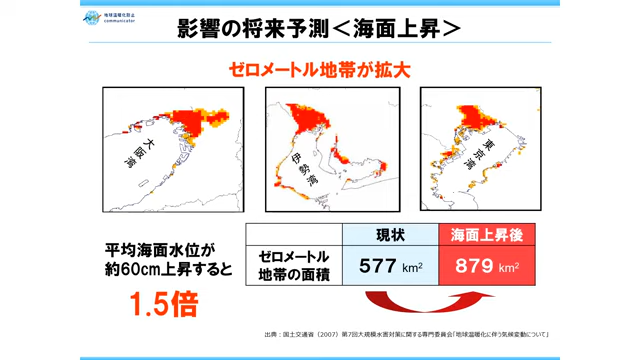 地球温暖化防止
communicator
影響の将来予測＜海面上昇＞
ゼロメートル地帯が拡大
大阪湾
伊勢湾
東京湾
平均海面水位が
約60cm上昇すると
1.5倍
現状
海面上昇後
ゼロメートル
地帯の面積
577 km²
879 km²
出典：国土交通省（2007）第7回大規模水害対策に関する専門委員会「地球温暖化に伴う気候変動について」